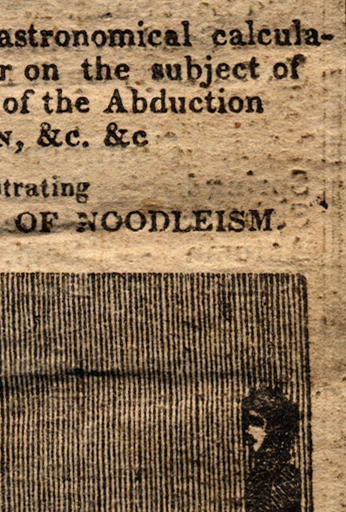 astronomical calcula-
r on the subject of
of the Abduction
N, &c. &c
trating
OF NOODLEISM.